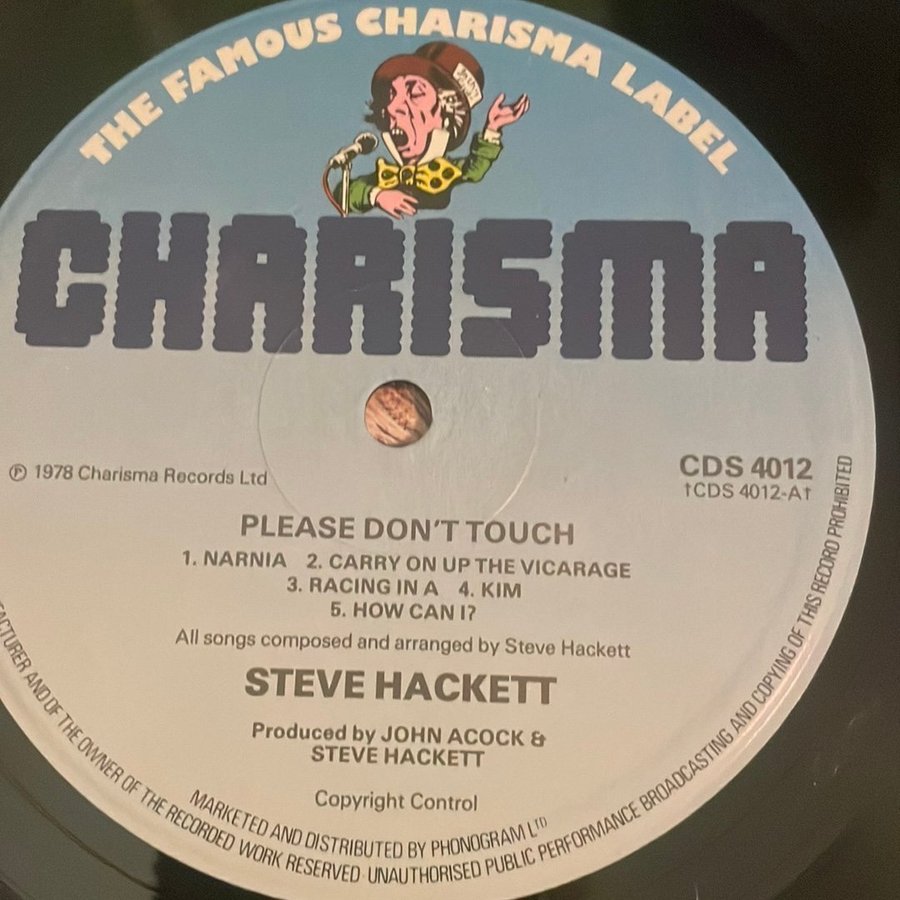 THE FAMOUS CHARISMA LABEL
CHARISMA
℗ 1978 Charisma Records Ltd
CDS 4012
†CDS 4012-A†
PLEASE DON'T TOUCH
1. NARNIA 2. CARRY ON UP THE VICARAGE
3. RACING IN A 4. KIM
5. HOW CAN I?
All songs composed and arranged by Steve Hackett
STEVE HACKETT
Produced by JOHN ACOCK &
STEVE HACKETT
Copyright Control
MARKETED AND DISTRIBUTED BY PHONOGRAM LTD
AND OF THE OWNER OF THE RECORDED WORK RESERVED · UNAUTHORISED PUBLIC PERFORMANCE BROADCASTING AND COPYING OF THIS RECORD PROHIBITED